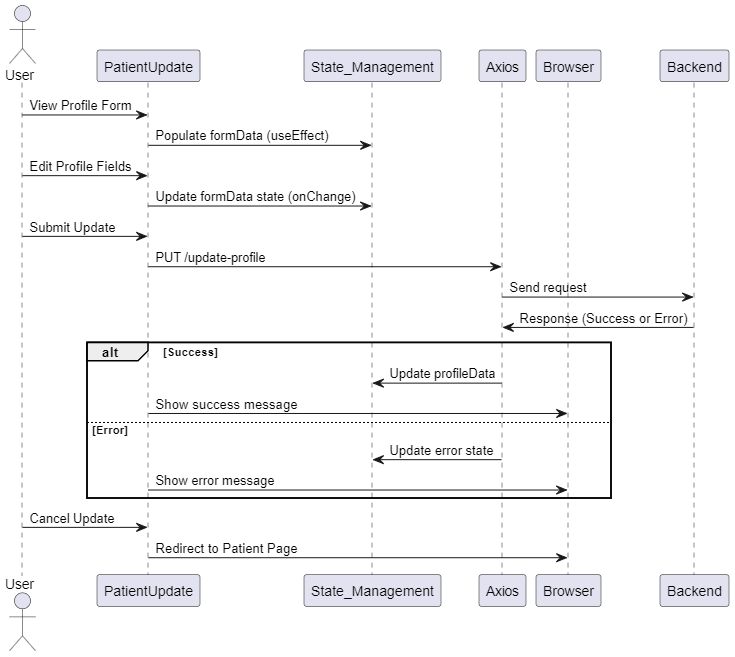 User
PatientUpdate
State_Management
Axios
Browser
Backend
View Profile Form
Populate formData (useEffect)
Edit Profile Fields
Update formData state (onChange)
Submit Update
PUT /update-profile
Send request
Response (Success or Error)
alt
[Success]
Update profileData
Show success message
[Error]
Update error state
Show error message
Cancel Update
Redirect to Patient Page
User
PatientUpdate
State_Management
Axios
Browser
Backend